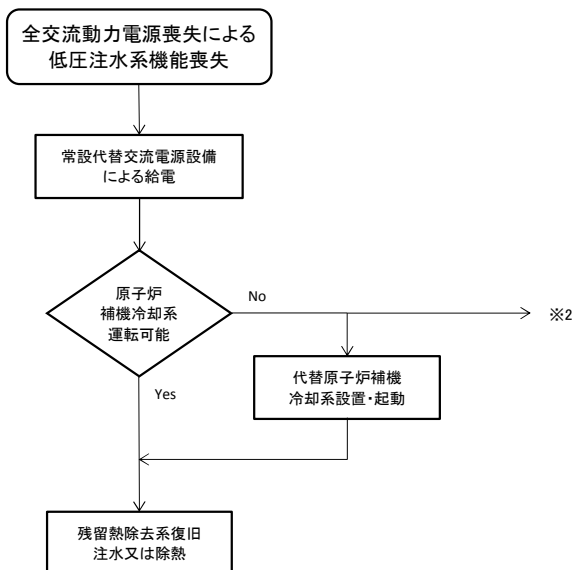 全交流動力電源喪失による
低圧注水系機能喪失
常設代替交流電源設備
による給電
原子炉
補機冷却系
運転可能
No
※2
代替原子炉補機
冷却系設置・起動
Yes
残留熱除去系復旧
注水又は除熱